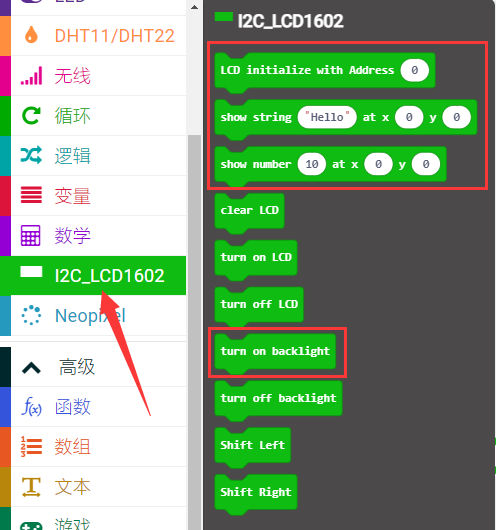 DHT11/DHT22
无线
循环
逻辑
变量
数学
I2C_LCD1602
Neopixel
高级
f(x) 函数
1
2
3
数组
T 文本
游戏
I2C_LCD1602
LCD initialize with Address 0
show string "Hello" at x 0 y 0
show number 10 at x 0 y 0
clear LCD
turn on LCD
turn off LCD
turn on backlight
turn off backlight
Shift Left
Shift Right